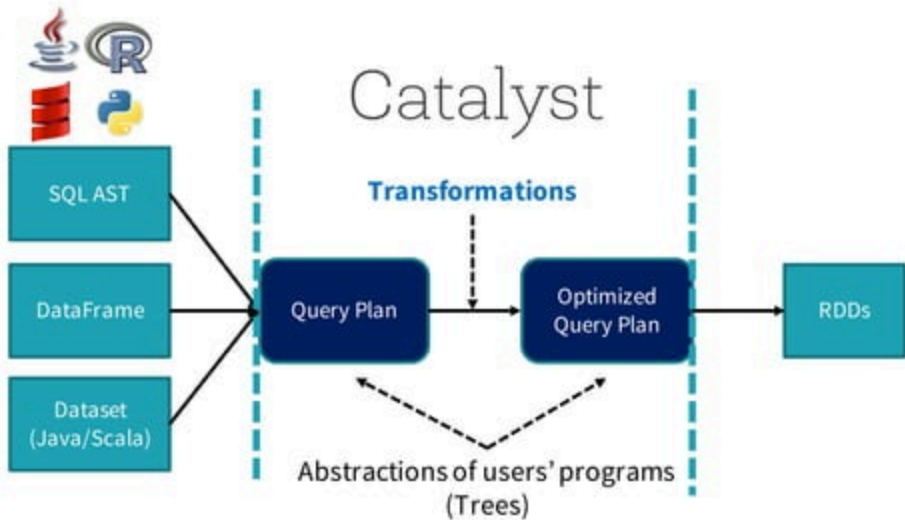 R
Catalyst
SQL AST
Transformations
DataFrame
Query Plan
Optimized
Query Plan
RDDs
Dataset
(Java/Scala)
Abstractions of users' programs
(Trees)